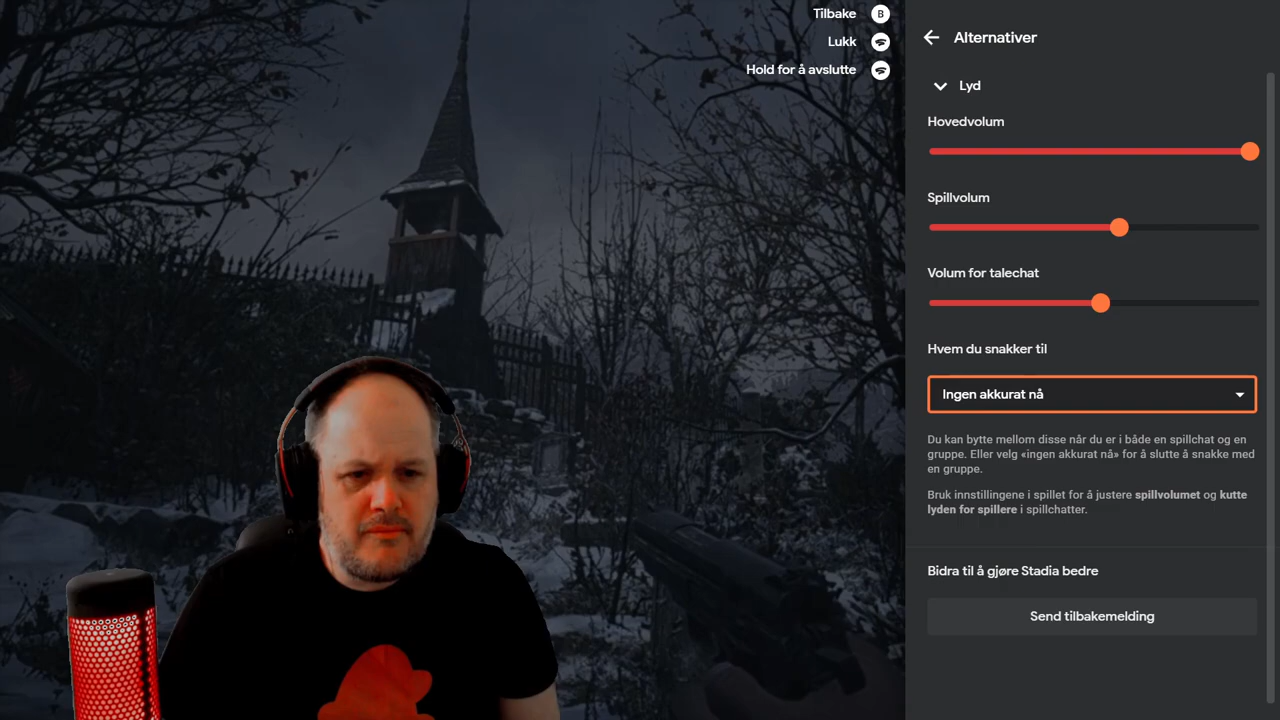 Tilbake B
Lukk
Hold for å avslutte
Alternativer
Lyd
Hovedvolum
Spillvolum
Volum for talechat
Hvem du snakker til
Ingen akkurat nå
Du kan bytte mellom disse når du er i både en spillchat og en
gruppe. Eller velg «ingen akkurat nå» for å slutte å snakke med
en gruppe.
Bruk innstillingene i spillet for å justere spillvolumet og kutte
lyden for spillere i spillchatter.
Bidra til å gjøre Stadia bedre
Send tilbakemelding